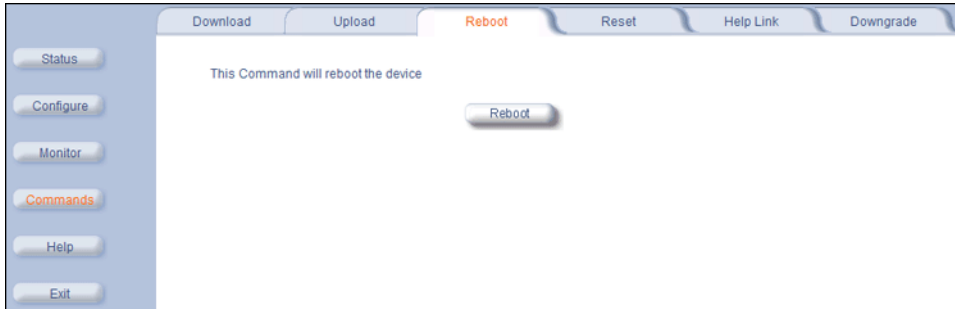 Download Upload Reboot Reset Help Link Downgrade
Status
This Command will reboot the device
Configure
Reboot
Monitor
Commands
Help
Exit